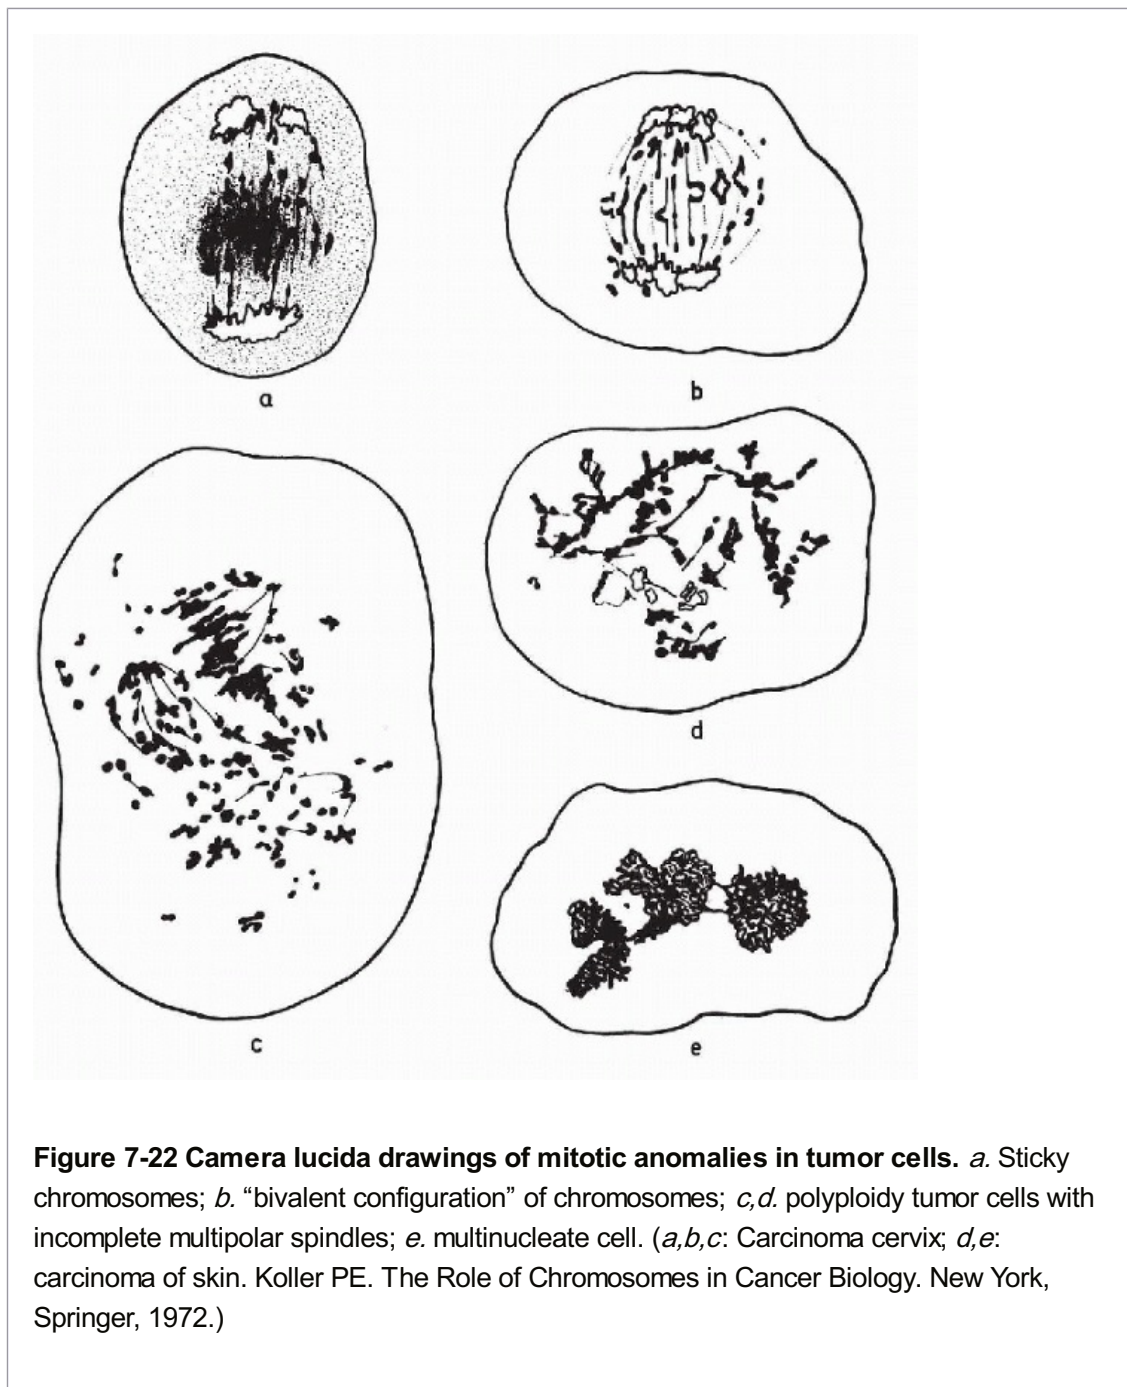 a
b
c
d
e
Figure 7-22 Camera lucida drawings of mitotic anomalies in tumor cells. a. Sticky
chromosomes; b. “bivalent configuration” of chromosomes; c,d. polyploidy tumor cells with
incomplete multipolar spindles; e. multinucleate cell. (a,b,c: Carcinoma cervix; d,e:
carcinoma of skin. Koller PE. The Role of Chromosomes in Cancer Biology. New York,
Springer, 1972.)